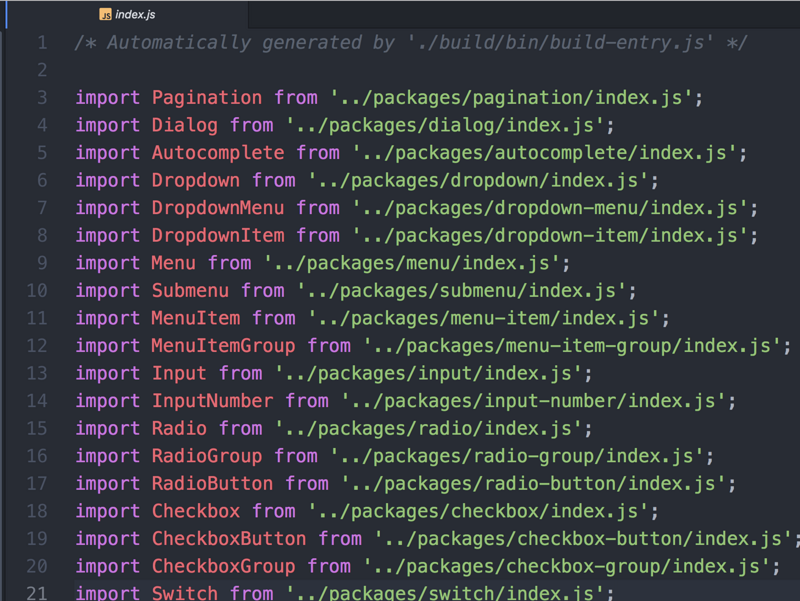 JS index.js
1 /* Automatically generated by './build/bin/build-entry.js' */
2
3 import Pagination from '../packages/pagination/index.js';
4 import Dialog from '../packages/dialog/index.js';
5 import Autocomplete from '../packages/autocomplete/index.js';
6 import Dropdown from '../packages/dropdown/index.js';
7 import DropdownMenu from '../packages/dropdown-menu/index.js';
8 import DropdownItem from '../packages/dropdown-item/index.js';
9 import Menu from '../packages/menu/index.js';
10 import Submenu from '../packages/submenu/index.js';
11 import MenuItem from '../packages/menu-item/index.js';
12 import MenuItemGroup from '../packages/menu-item-group/index.js';
13 import Input from '../packages/input/index.js';
14 import InputNumber from '../packages/input-number/index.js';
15 import Radio from '../packages/radio/index.js';
16 import RadioGroup from '../packages/radio-group/index.js';
17 import RadioButton from '../packages/radio-button/index.js';
18 import Checkbox from '../packages/checkbox/index.js';
19 import CheckboxButton from '../packages/checkbox-button/index.js';
20 import CheckboxGroup from '../packages/checkbox-group/index.js';
21 import Switch from '../packages/switch/index.js';